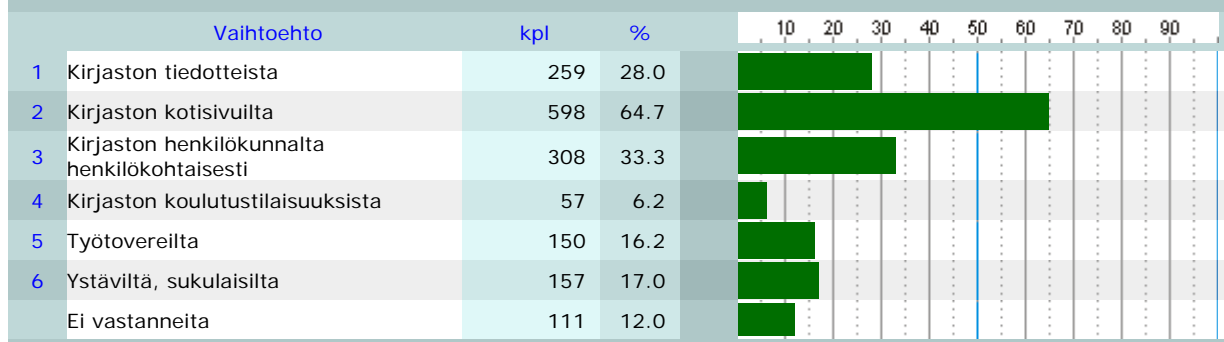 Vaihtoehto kpl % 10 20 30 40 50 60 70 80 90
1 Kirjaston tiedotteista 259 28.0
2 Kirjaston kotisivuilta 598 64.7
3 Kirjaston henkilökunnalta
henkilökohtaisesti 308 33.3
4 Kirjaston koulutustilaisuuksista 57 6.2
5 Työtovereilta 150 16.2
6 Ystäviltä, sukulaisilta 157 17.0
Ei vastanneita 111 12.0